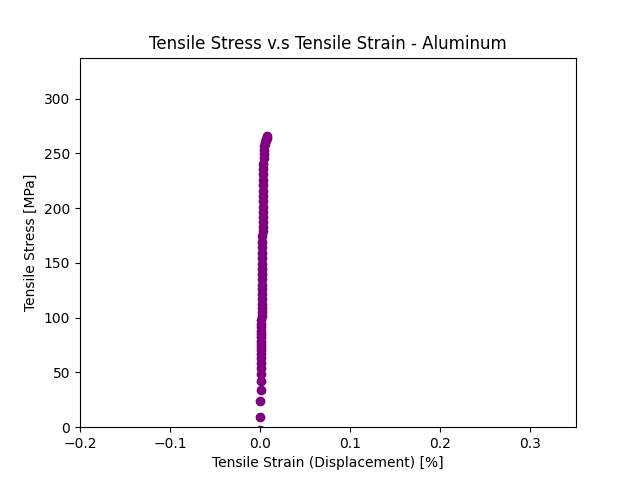 Tensile Stress v.s Tensile Strain - Aluminum
300
250
200
150
100
50
0
Tensile Stress [MPa]
−0.2 −0.1 0.0 0.1 0.2 0.3
Tensile Strain (Displacement) [%]